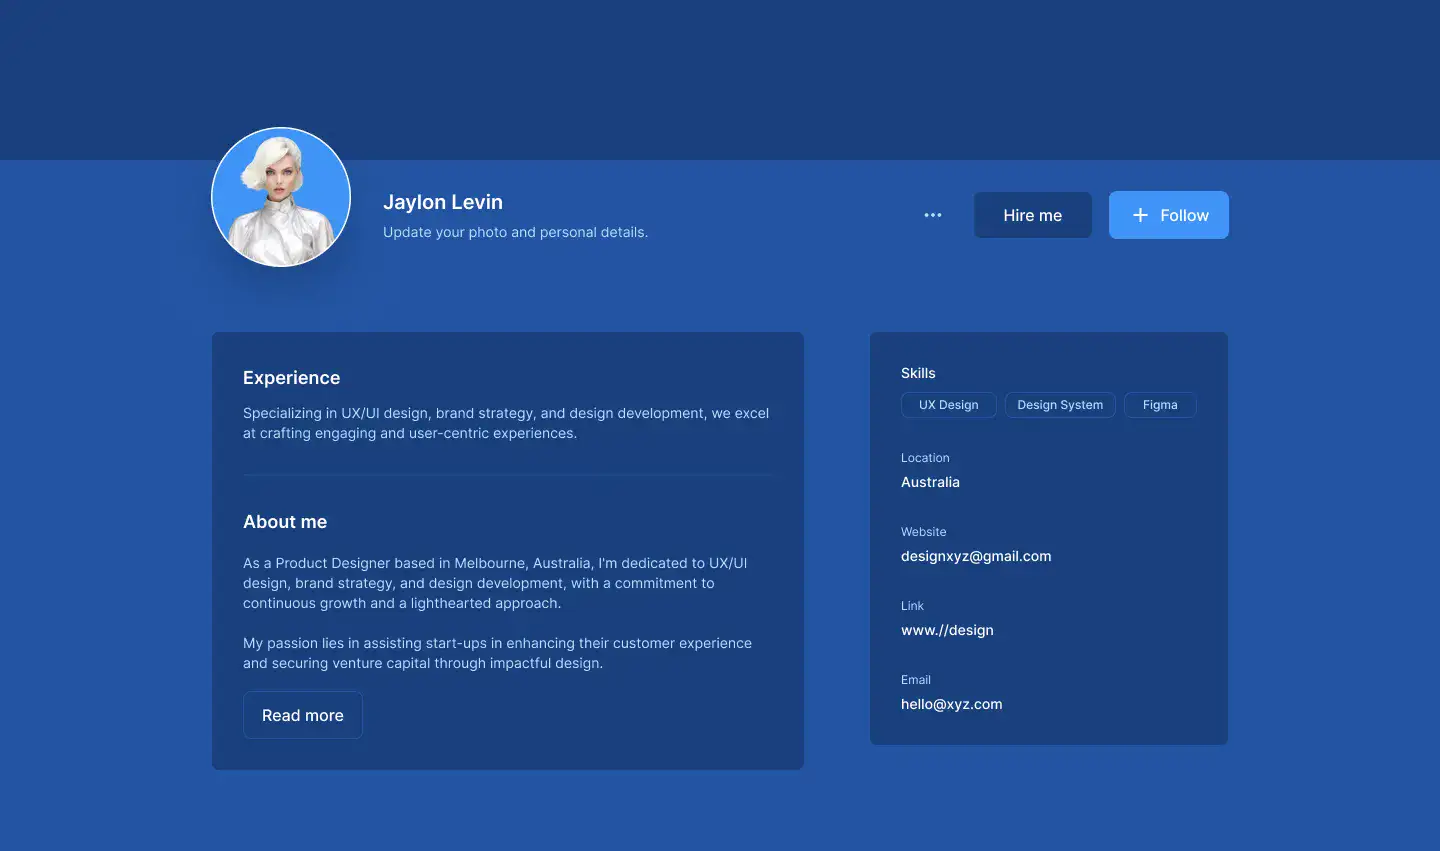 Jaylon Levin
Update your photo and personal details.
Hire me
Follow
Experience
Specializing in UX/UI design, brand strategy, and design development, we excel
at crafting engaging and user-centric experiences.
About me
As a Product Designer based in Melbourne, Australia, I'm dedicated to UX/UI
design, brand strategy, and design development, with a commitment to
continuous growth and a lighthearted approach.
My passion lies in assisting start-ups in enhancing their customer experience
and securing venture capital through impactful design.
Read more
Skills
UX Design Design System Figma
Location
Australia
Website
designxyz@gmail.com
Link
www.//design
Email
hello@xyz.com